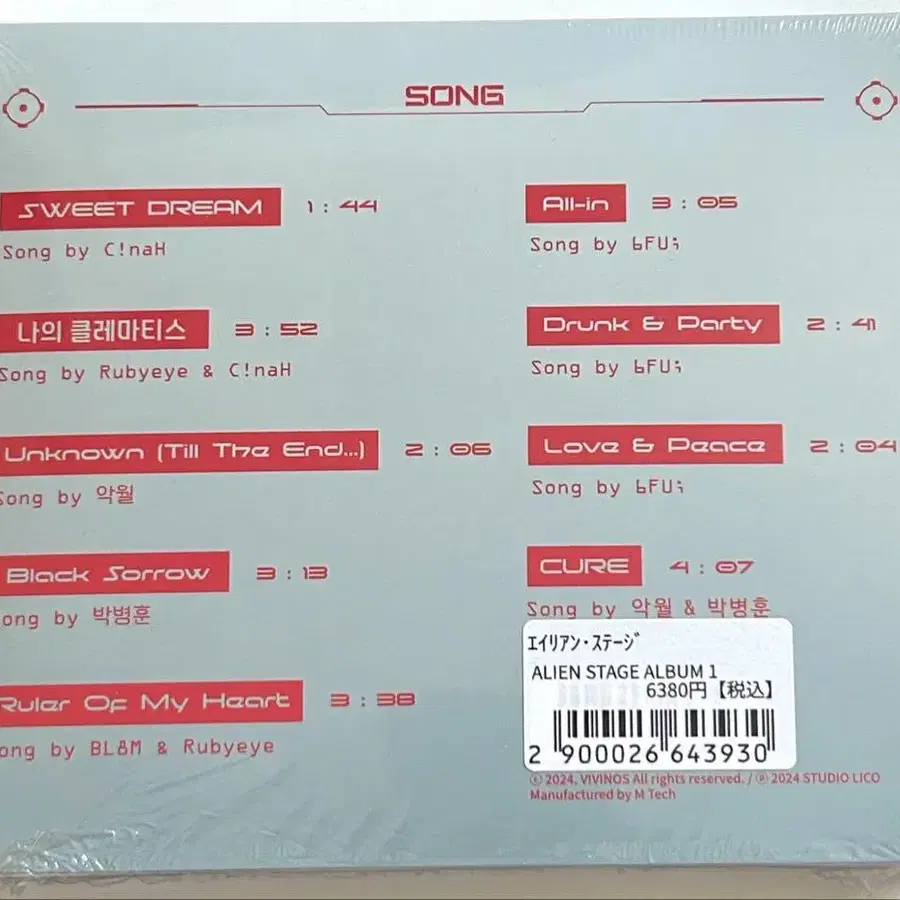 SONG
SWEET DREAM 1 : 44
Song by C!naH
나의 클레마티스 3 : 52
Song by Rubyeye & C!naH
Unknown (Till The End...) 2 : 06
Song by 악월
Black Sorrow 3 : 13
ong by 박병훈
Ruler Of My Heart 3 : 38
ong by BL8M & Rubyeye
All-in 3 : 05
Song by 6FU;
Drunk & Party 2 : 41
Song by 6FU;
Love & Peace 2 : 04
Song by 6FU;
CURE 4 : 07
Song by 악월 & 박병훈
ｴｲﾘｱﾝ・ｽﾃｰｼﾞ
ALIEN STAGE ALBUM 1
6380円【税込】
2 900026 643930
Ⓒ 2024. VIVINOS All rights reserved. / Ⓟ 2024 STUDIO LICO
Manufactured by M Tech